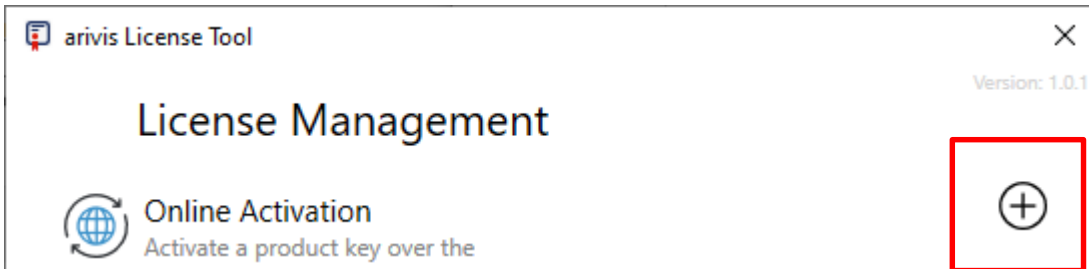 arivis License Tool
Version: 1.0.1
License Management
Online Activation
Activate a product key over the